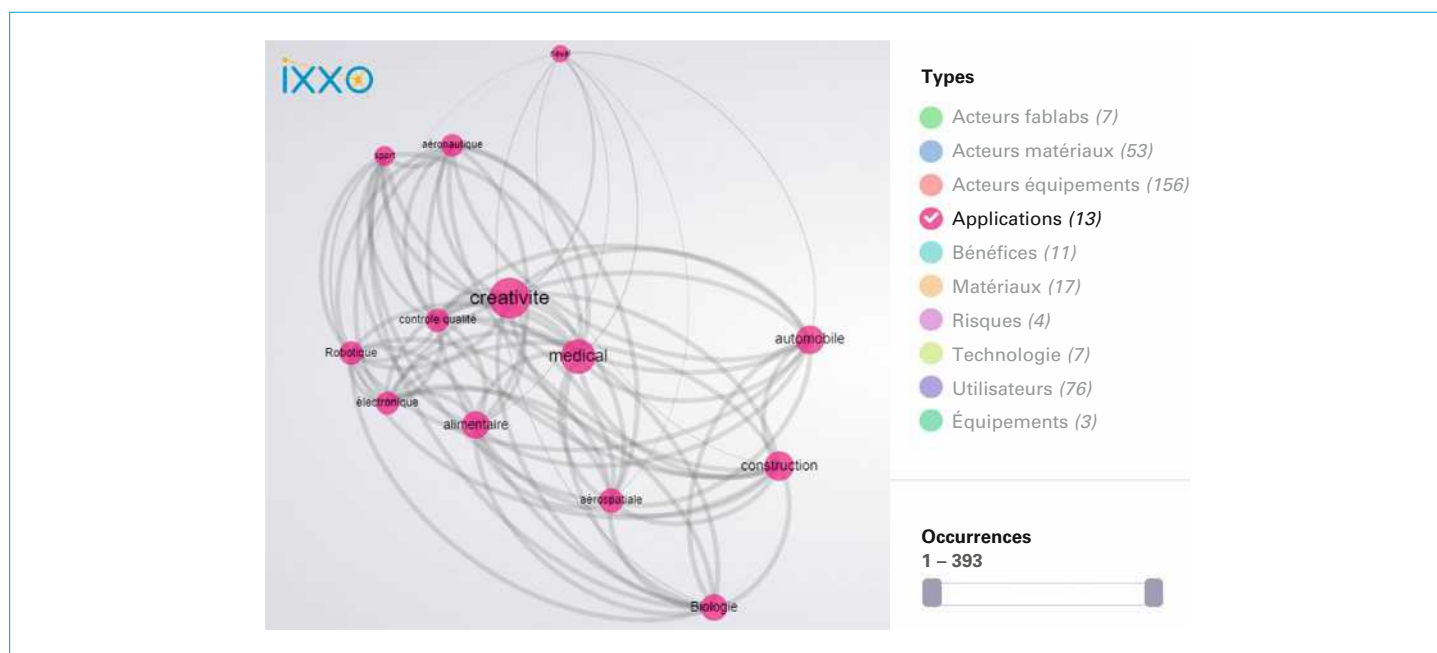 ixxo
naval
aéronautique
sport
creativite
controle qualité
automobile
Robotique
medical
électronique
alimentaire
construction
aérospatiale
Biologie
Types
Acteurs fablabs (7)
Acteurs matériaux (53)
Acteurs équipements (156)
Applications (13)
Bénéfices (11)
Matériaux (17)
Risques (4)
Technologie (7)
Utilisateurs (76)
Équipements (3)
Occurrences
1 – 393